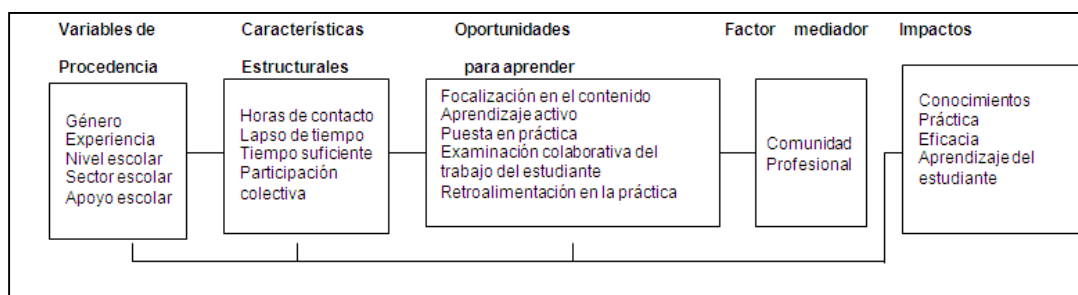 Variables de
Procedencia
Características
Estructurales
Oportunidades
para aprender
Factor mediador
Impactos
Género
Experiencia
Nivel escolar
Sector escolar
Apoyo escolar
Horas de contacto
Lapso de tiempo
Tiempo suficiente
Participación
colectiva
Focalización en el contenido
Aprendizaje activo
Puesta en práctica
Examinación colaborativa del
trabajo del estudiante
Retroalimentación en la práctica
Comunidad
Profesional
Conocimientos
Práctica
Eficacia
Aprendizaje del
estudiante